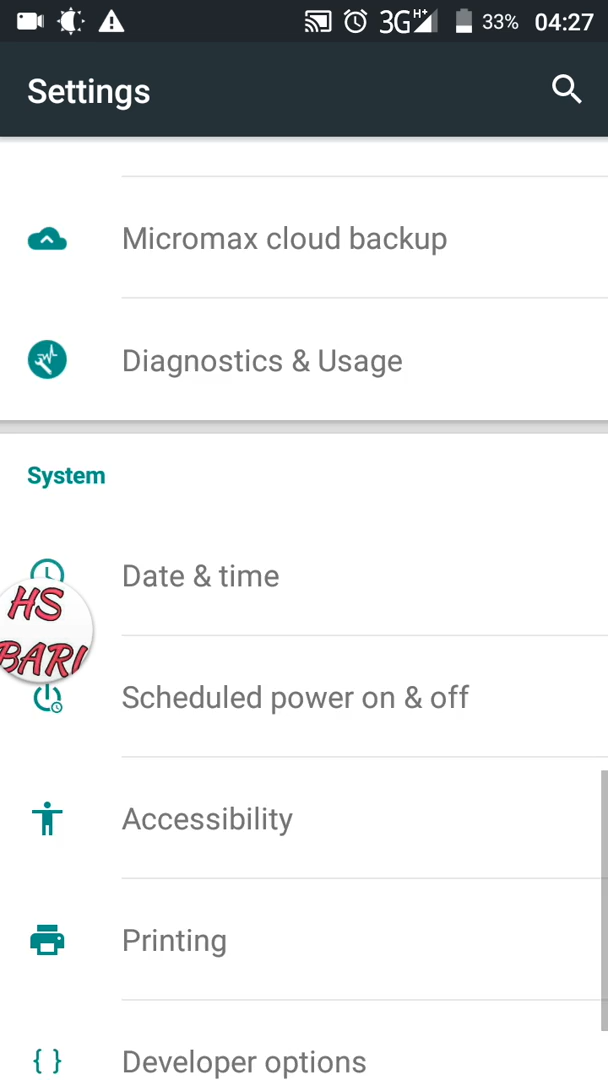 3G H+ 33% 04:27
Settings
Micromax cloud backup
Diagnostics & Usage
System
Date & time
HS
BARI
Scheduled power on & off
Accessibility
Printing
Developer options